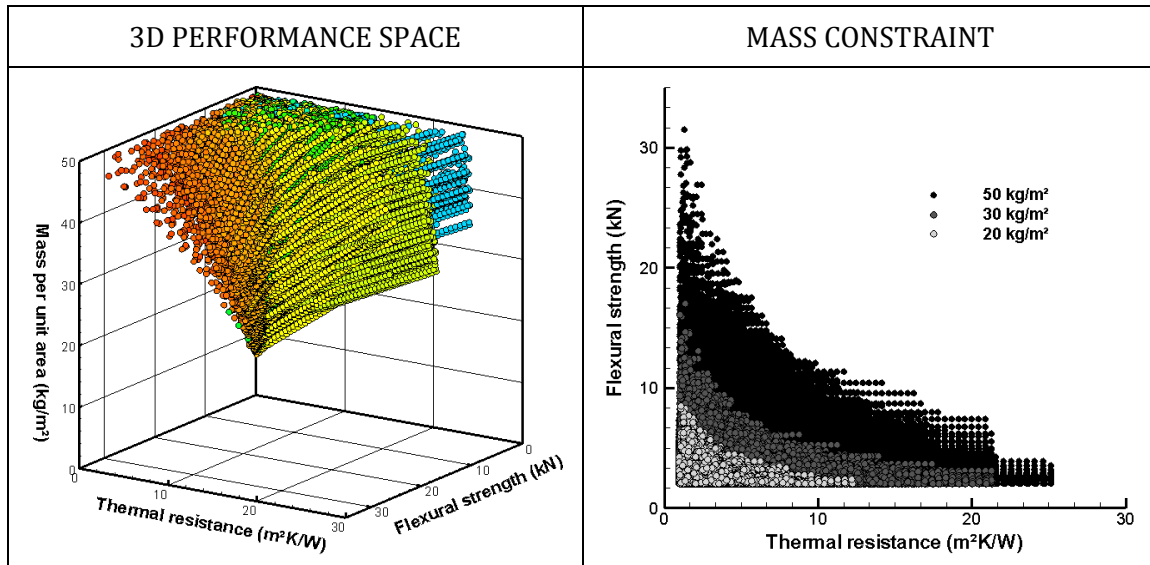 3D PERFORMANCE SPACE
MASS CONSTRAINT
50
40
30
20
10
0
Mass per unit area (kg/m²)
0
10
20
30
Thermal resistance (m²K/W)
30
20
10
0
Flexural strength (kN)
30
20
10
0
Flexural strength (kN)
50 kg/m²
30 kg/m²
20 kg/m²
0
10
20
30
Thermal resistance (m²K/W)